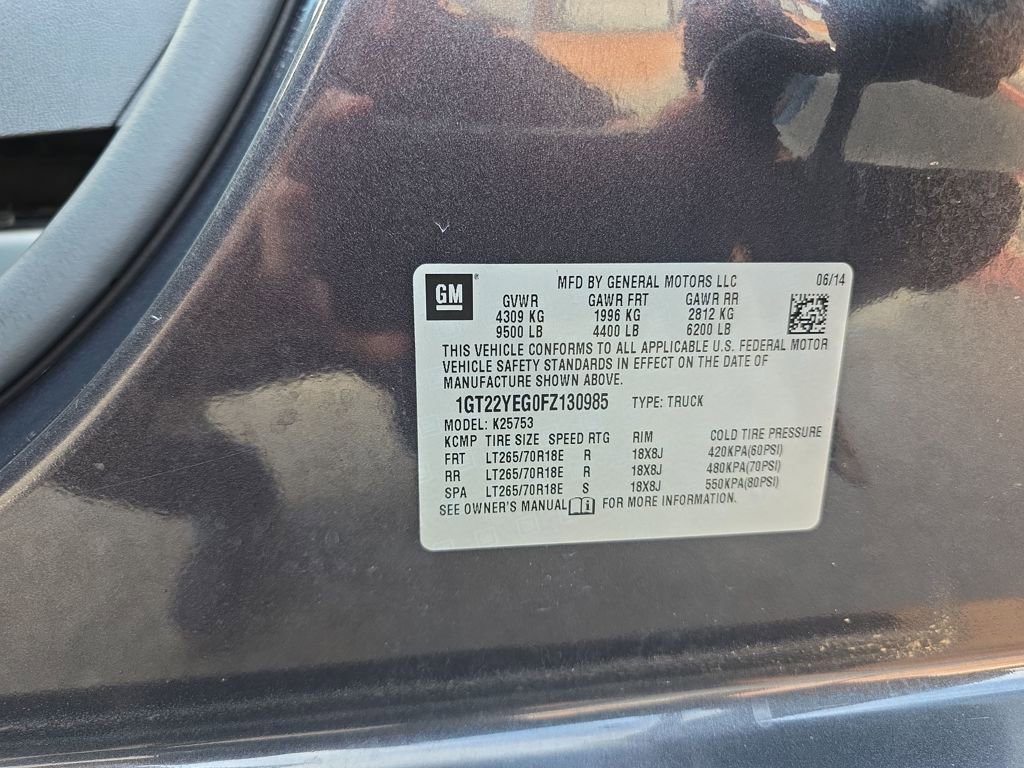 GM ® MFD BY GENERAL MOTORS LLC 06/14
GVWR GAWR FRT GAWR RR
4309 KG 1996 KG 2812 KG
9500 LB 4400 LB 6200 LB
THIS VEHICLE CONFORMS TO ALL APPLICABLE U.S. FEDERAL MOTOR
VEHICLE SAFETY STANDARDS IN EFFECT ON THE DATE OF
MANUFACTURE SHOWN ABOVE.
1GT22YEG0FZ130985 TYPE: TRUCK
MODEL: K25753
KCMP TIRE SIZE SPEED RTG RIM COLD TIRE PRESSURE
FRT LT265/70R18E R 18X8J 420KPA(60PSI)
RR LT265/70R18E R 18X8J 480KPA(70PSI)
SPA LT265/70R18E S 18X8J 550KPA(80PSI)
SEE OWNER'S MANUAL i FOR MORE INFORMATION.